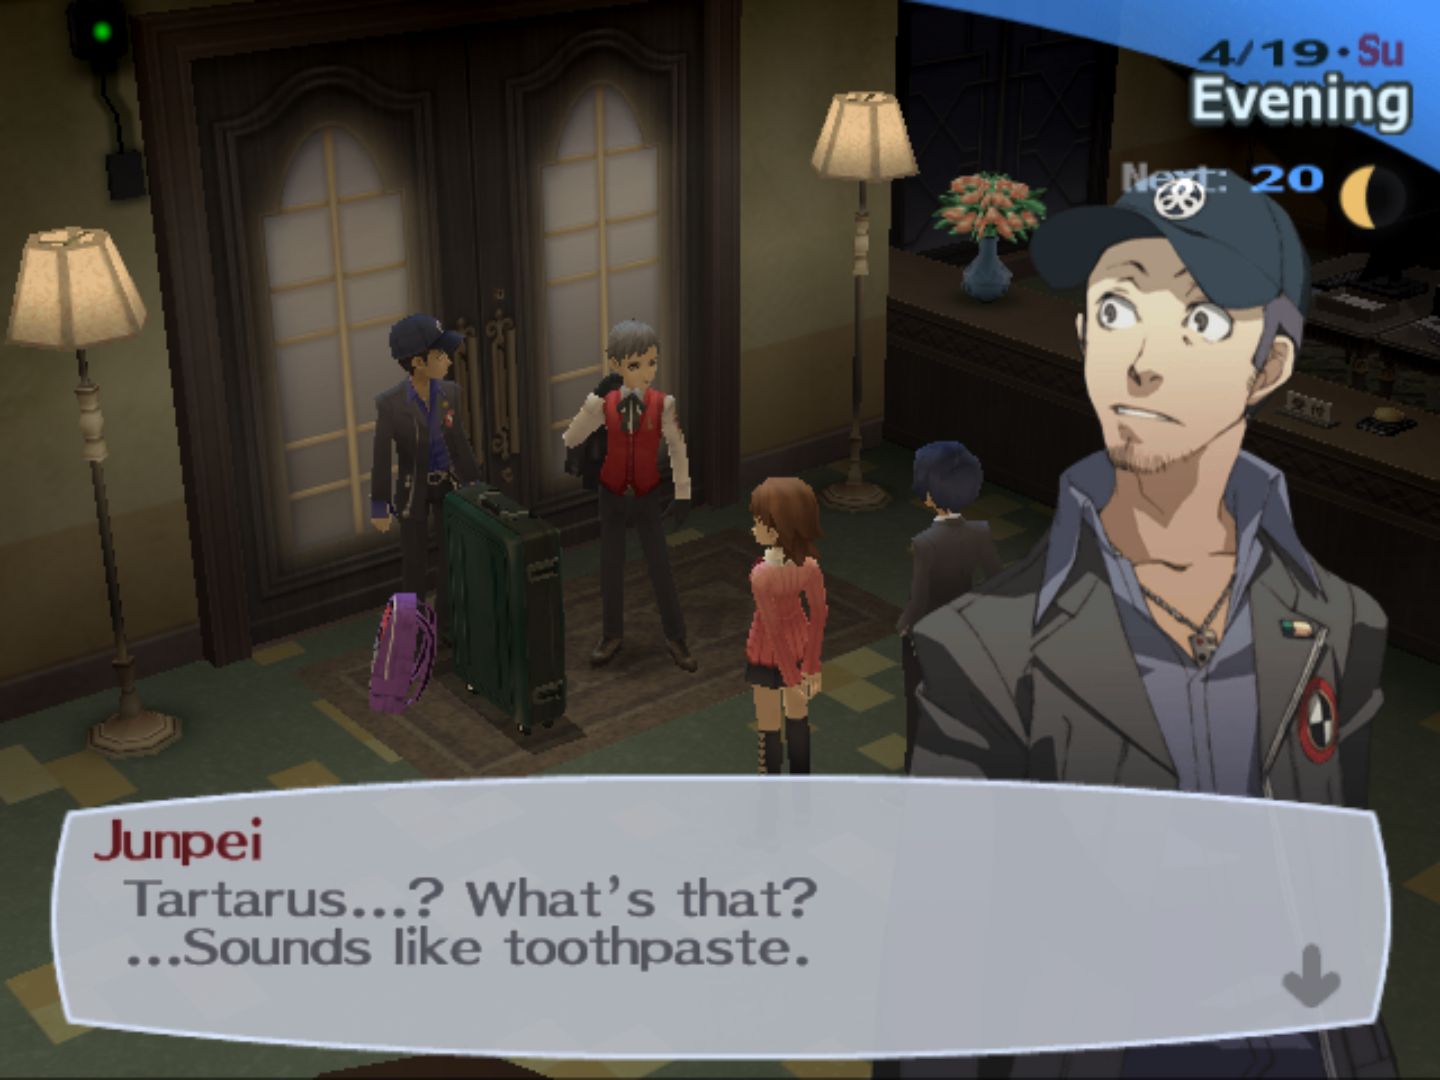 4/19・Su
Evening
Next: 20
Junpei
Tartarus...? What's that?
...Sounds like toothpaste.